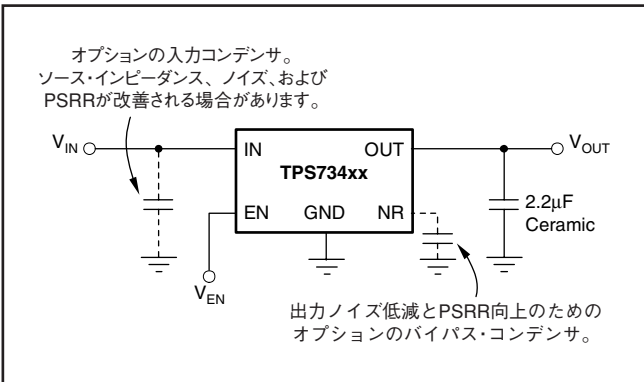 オプションの入力コンデンサ。
ソース・インピーダンス、ノイズ、および
PSRRが改善される場合があります。
VIN
IN
OUT
VOUT
TPS734xx
EN
GND
NR
2.2μF
Ceramic
VEN
出力ノイズ低減とPSRR向上のための
オプションのバイパス・コンデンサ。